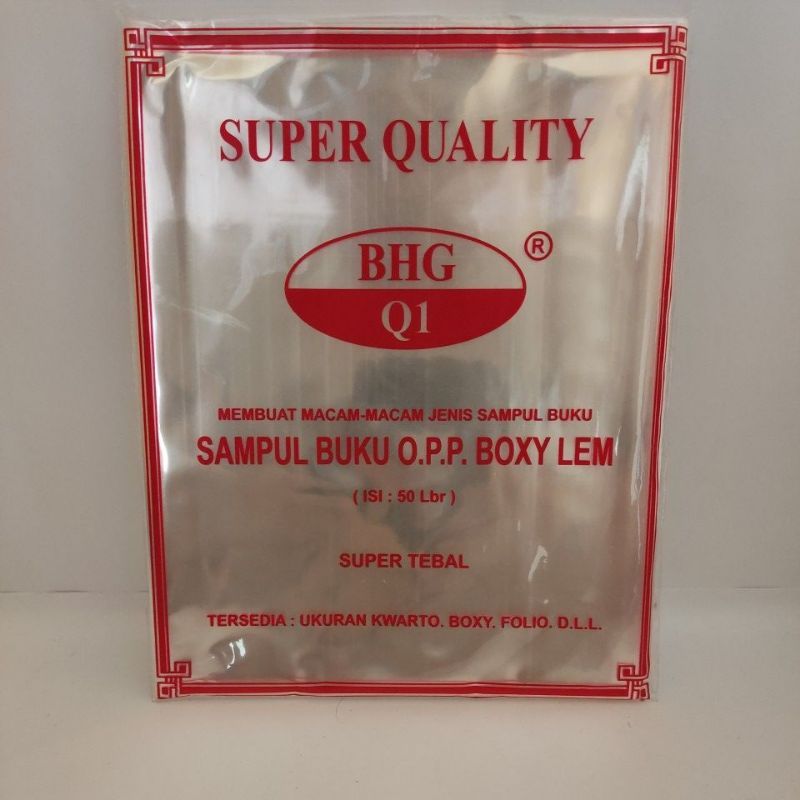 SUPER QUALITY
BHG
®
Q1
MEMBUAT MACAM-MACAM JENIS SAMPUL BUKU
SAMPUL BUKU O.P.P. BOXY LEM
( ISI : 50 Lbr )
SUPER TEBAL
TERSEDIA : UKURAN KWARTO. BOXY. FOLIO. D.L.L.